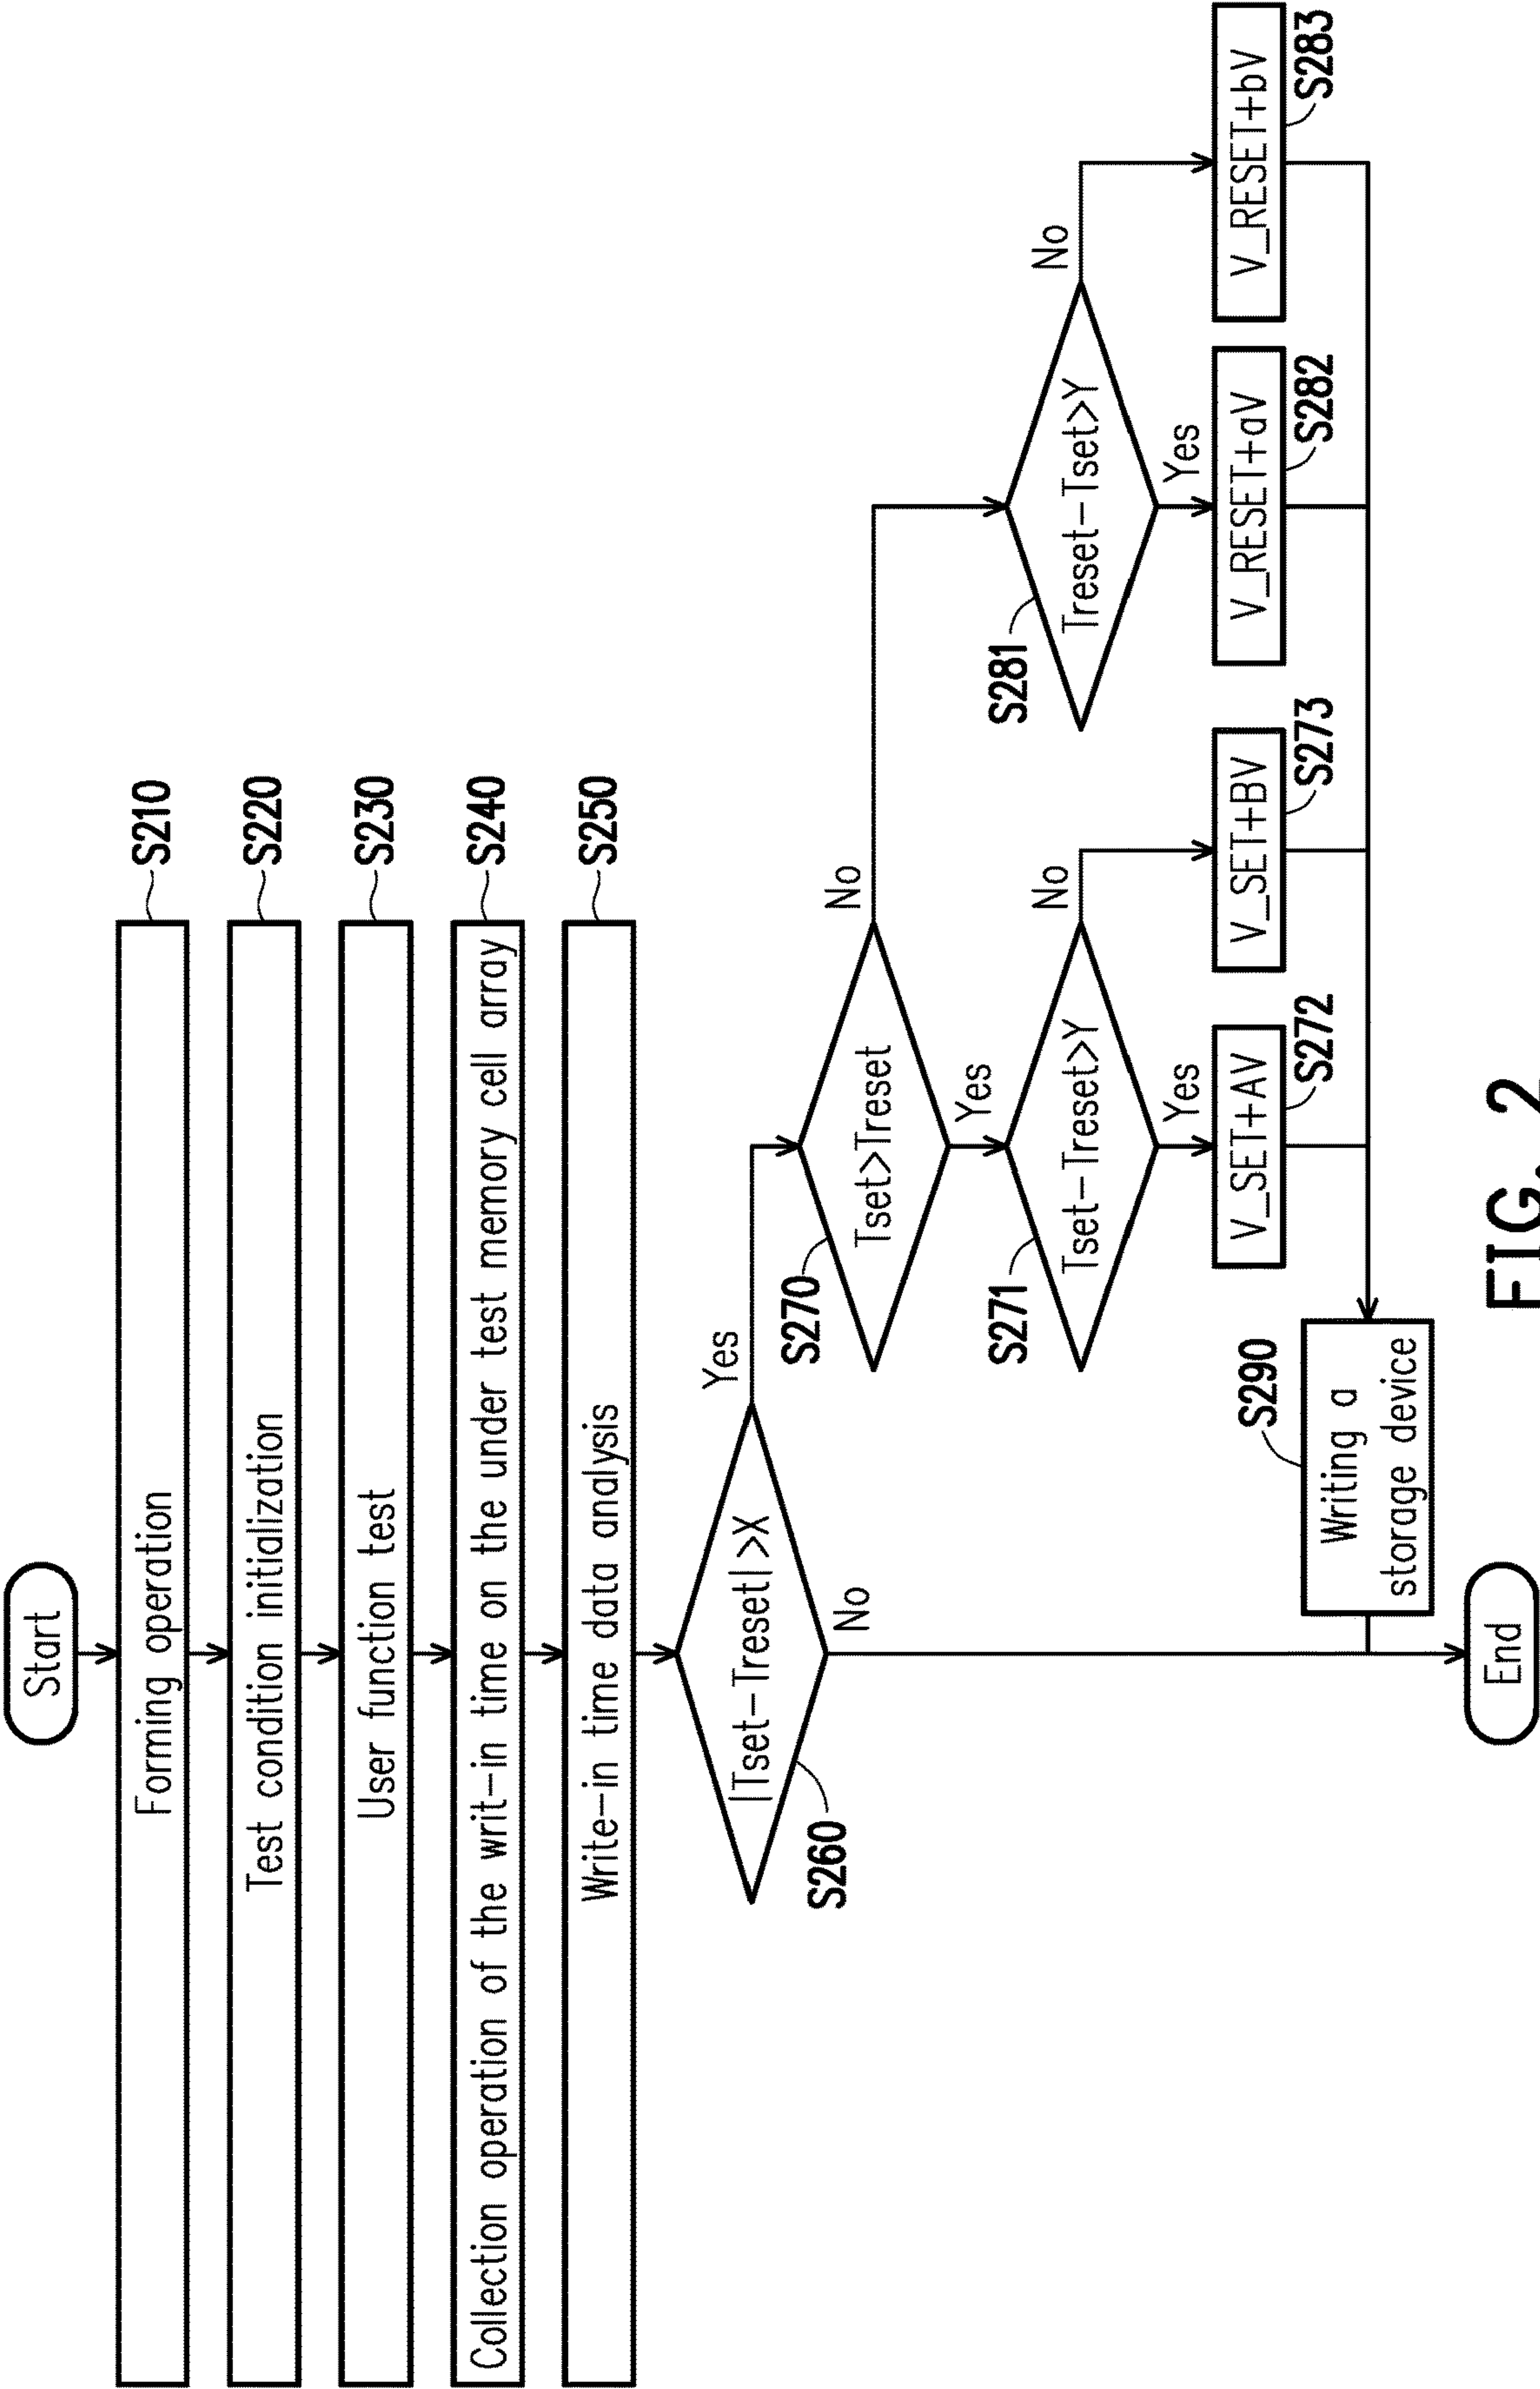 Start
Forming operation
S210
Test condition initialization
S220
User function test
S230
Collection operation of the writ-in time on the under test memory cell array
S240
Write-in time data analysis
S250
|Tset-Treset|>X
S260
Yes
No
S270
Tset>Treset
No
Yes
S271
Tset-Treset>Y
No
Yes
S281
Treset-Tset>Y
No
Yes
V_SET+AV
S272
V_SET+BV
S273
V_RESET+aV
S282
V_RESET+bV
S283
S290
Writing a
storage device
End
FIG. 2